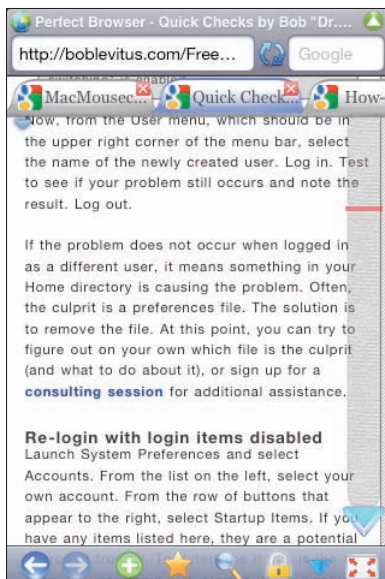 Perfect Browser - Quick Checks by Bob "Dr....
http://boblevitus.com/Free...
Google
switching" is enabled
MacMousec...
Quick Check...
How-
Now, from the User menu, which should be in
the upper right corner of the menu bar, select
the name of the newly created user. Log in. Test
to see if your problem still occurs and note the
result. Log out.
If the problem does not occur when logged in
as a different user, it means something in your
Home directory is causing the problem. Often,
the culprit is a preferences file. The solution is
to remove the file. At this point, you can try to
figure out on your own which file is the culprit
(and what to do about it), or sign up for a
consulting session for additional assistance.
Re-login with login items disabled
Launch System Preferences and select
Accounts. From the list on the left, select your
own account. From the row of buttons that
appear to the right, select Startup Items. If you
have any items listed here, they are a potential